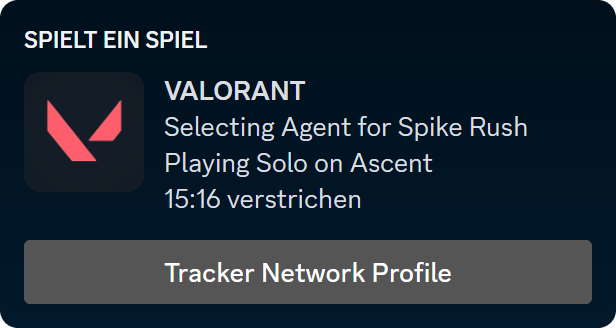 SPIELT EIN SPIEL
VALORANT
Selecting Agent for Spike Rush
Playing Solo on Ascent
15:16 verstrichen
Tracker Network Profile